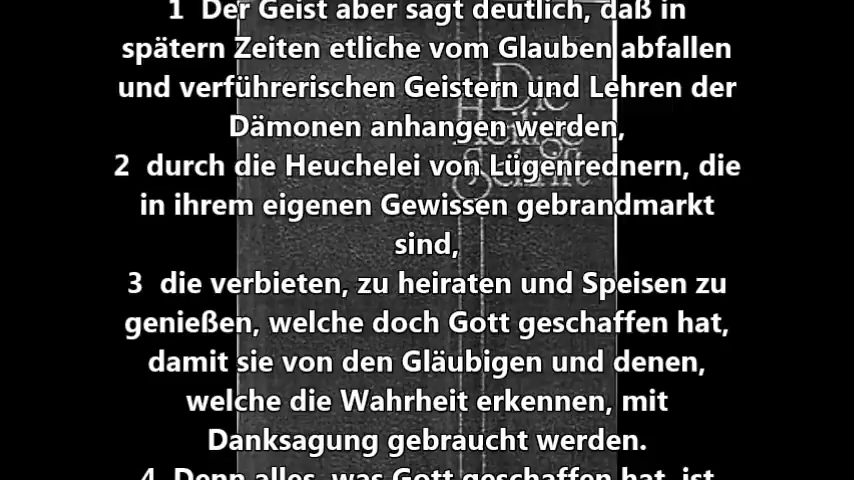 1 Der Geist aber sagt deutlich, daß in
spätern Zeiten etliche vom Glauben abfallen
und verführerischen Geistern und Lehren der
Dämonen anhangen werden,
2 durch die Heuchelei von Lügenrednern, die
in ihrem eigenen Gewissen gebrandmarkt
sind,
3 die verbieten, zu heiraten und Speisen zu
genießen, welche doch Gott geschaffen hat,
damit sie von den Gläubigen und denen,
welche die Wahrheit erkennen, mit
Danksagung gebraucht werden.
4 Denn alles, was Gott geschaffen hat, ist
Die
Heilige
Schrift